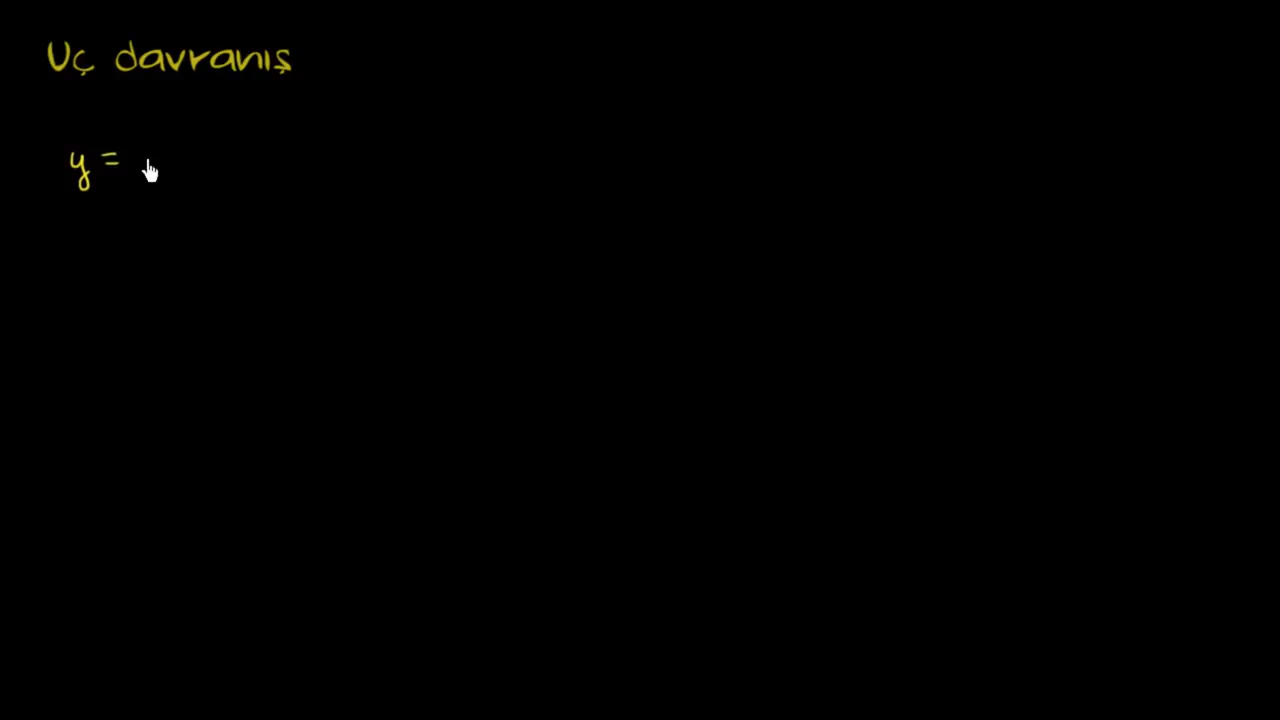 Uç davranış
y =